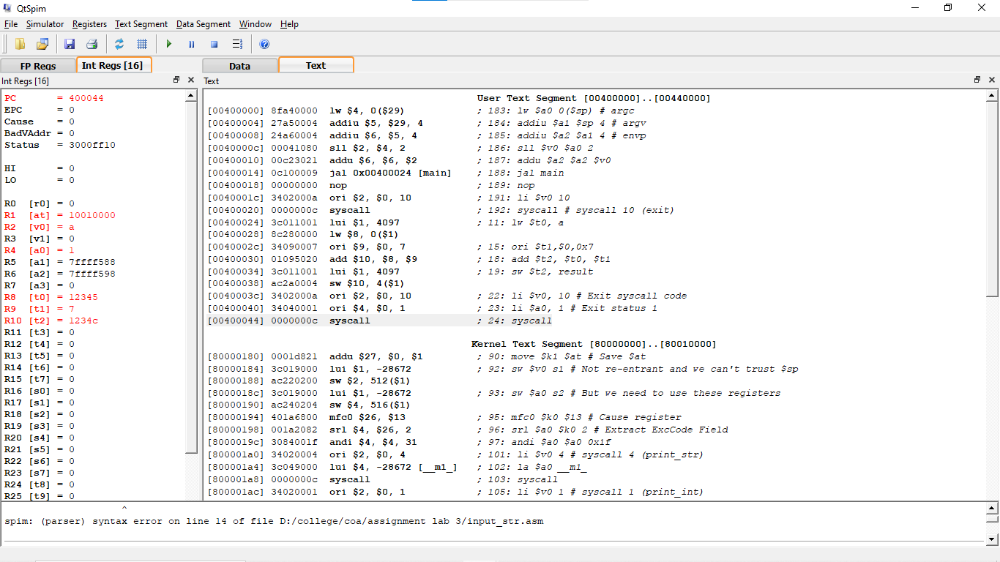 QtSpim
File Simulator Registers Text Segment Data Segment Window Help
FP Regs Int Regs [16] Data Text
Int Regs [16]
PC = 400044
EPC = 0
Cause = 0
BadVAddr = 0
Status = 3000ff10
HI = 0
LO = 0
R0 [r0] = 0
R1 [at] = 10010000
R2 [v0] = a
R3 [v1] = 0
R4 [a0] = 1
R5 [a1] = 7ffff588
R6 [a2] = 7ffff598
R7 [a3] = 0
R8 [t0] = 12345
R9 [t1] = 7
R10 [t2] = 1234c
R11 [t3] = 0
R12 [t4] = 0
R13 [t5] = 0
R14 [t6] = 0
R15 [t7] = 0
R16 [s0] = 0
R17 [s1] = 0
R18 [s2] = 0
R19 [s3] = 0
R20 [s4] = 0
R21 [s5] = 0
R22 [s6] = 0
R23 [s7] = 0
R24 [t8] = 0
R25 [t9] = 0
Text
User Text Segment [00400000]..[00440000]
[00400000] 8fa40000 lw $4, 0($29) ; 183: lw $a0 0($sp) # argc
[00400004] 27a50004 addiu $5, $29, 4 ; 184: addiu $a1 $sp 4 # argv
[00400008] 24a60004 addiu $6, $5, 4 ; 185: addiu $a2 $a1 4 # envp
[0040000c] 00041080 sll $2, $4, 2 ; 186: sll $v0 $a0 2
[00400010] 00c23021 addu $6, $6, $2 ; 187: addu $a2 $a2 $v0
[00400014] 0c100009 jal 0x00400024 [main] ; 188: jal main
[00400018] 00000000 nop ; 189: nop
[0040001c] 3402000a ori $2, $0, 10 ; 191: li $v0 10
[00400020] 0000000c syscall ; 192: syscall # syscall 10 (exit)
[00400024] 3c011001 lui $1, 4097 ; 11: lw $t0, a
[00400028] 8c280000 lw $8, 0($1)
[0040002c] 34090007 ori $9, $0, 7 ; 15: ori $t1,$0,0x7
[00400030] 01095020 add $10, $8, $9 ; 18: add $t2, $t0, $t1
[00400034] 3c011001 lui $1, 4097 ; 19: sw $t2, result
[00400038] ac2a0004 sw $10, 4($1)
[0040003c] 3402000a ori $2, $0, 10 ; 22: li $v0, 10 # Exit syscall code
[00400040] 34040001 ori $4, $0, 1 ; 23: li $a0, 1 # Exit status 1
[00400044] 0000000c syscall ; 24: syscall
Kernel Text Segment [80000000]..[80010000]
[80000180] 0001d821 addu $27, $0, $1 ; 90: move $k1 $at # Save $at
[80000184] 3c019000 lui $1, -28672 ; 92: sw $v0 s1 # Not re-entrant and we can't trust $sp
[80000188] ac220200 sw $2, 512($1)
[8000018c] 3c019000 lui $1, -28672 ; 93: sw $a0 s2 # But we need to use these registers
[80000190] ac240204 sw $4, 516($1)
[80000194] 401a6800 mfc0 $26, $13 ; 95: mfc0 $k0 $13 # Cause register
[80000198] 001a2082 srl $4, $26, 2 ; 96: srl $a0 $k0 2 # Extract ExcCode Field
[8000019c] 3084001f andi $4, $4, 31 ; 97: andi $a0 $a0 0x1f
[800001a0] 34020004 ori $2, $0, 4 ; 101: li $v0 4 # syscall 4 (print_str)
[800001a4] 3c049000 lui $4, -28672 [__m1_] ; 102: la $a0 __m1_
[800001a8] 0000000c syscall ; 103: syscall
[800001ac] 34020001 ori $2, $0, 1 ; 105: li $v0 1 # syscall 1 (print_int)
^
spim: (parser) syntax error on line 14 of file D:/college/coa/assignment lab 3/input_str.asm